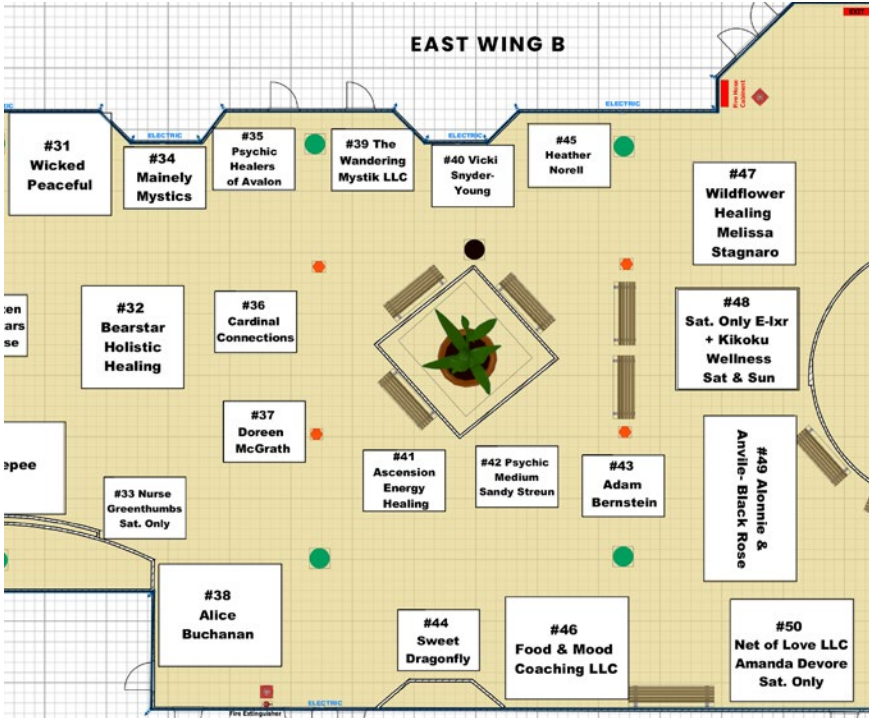 EAST WING B
EXIT
Fire Hose
Cabinet
ELECTRIC
ELECTRIC
ELECTRIC
#31
Wicked
Peaceful
#34
Mainely
Mystics
#35
Psychic
Healers
of Avalon
#39 The
Wandering
Mystik LLC
#40 Vicki
Snyder-
Young
#45
Heather
Norell
#47
Wildflower
Healing
Melissa
Stagnaro
#32
Bearstar
Holistic
Healing
#36
Cardinal
Connections
#48
Sat. Only E-lxr
+ Kikoku
Wellness
Sat & Sun
#37
Doreen
McGrath
#33 Nurse
Greenthumbs
Sat. Only
#41
Ascension
Energy
Healing
#42 Psychic
Medium
Sandy Streun
#43
Adam
Bernstein
#49 Alonnie &
Anvile- Black Rose
#38
Alice
Buchanan
#44
Sweet
Dragonfly
#46
Food & Mood
Coaching LLC
#50
Net of Love LLC
Amanda Devore
Sat. Only
ELECTRIC
Fire Extinguisher